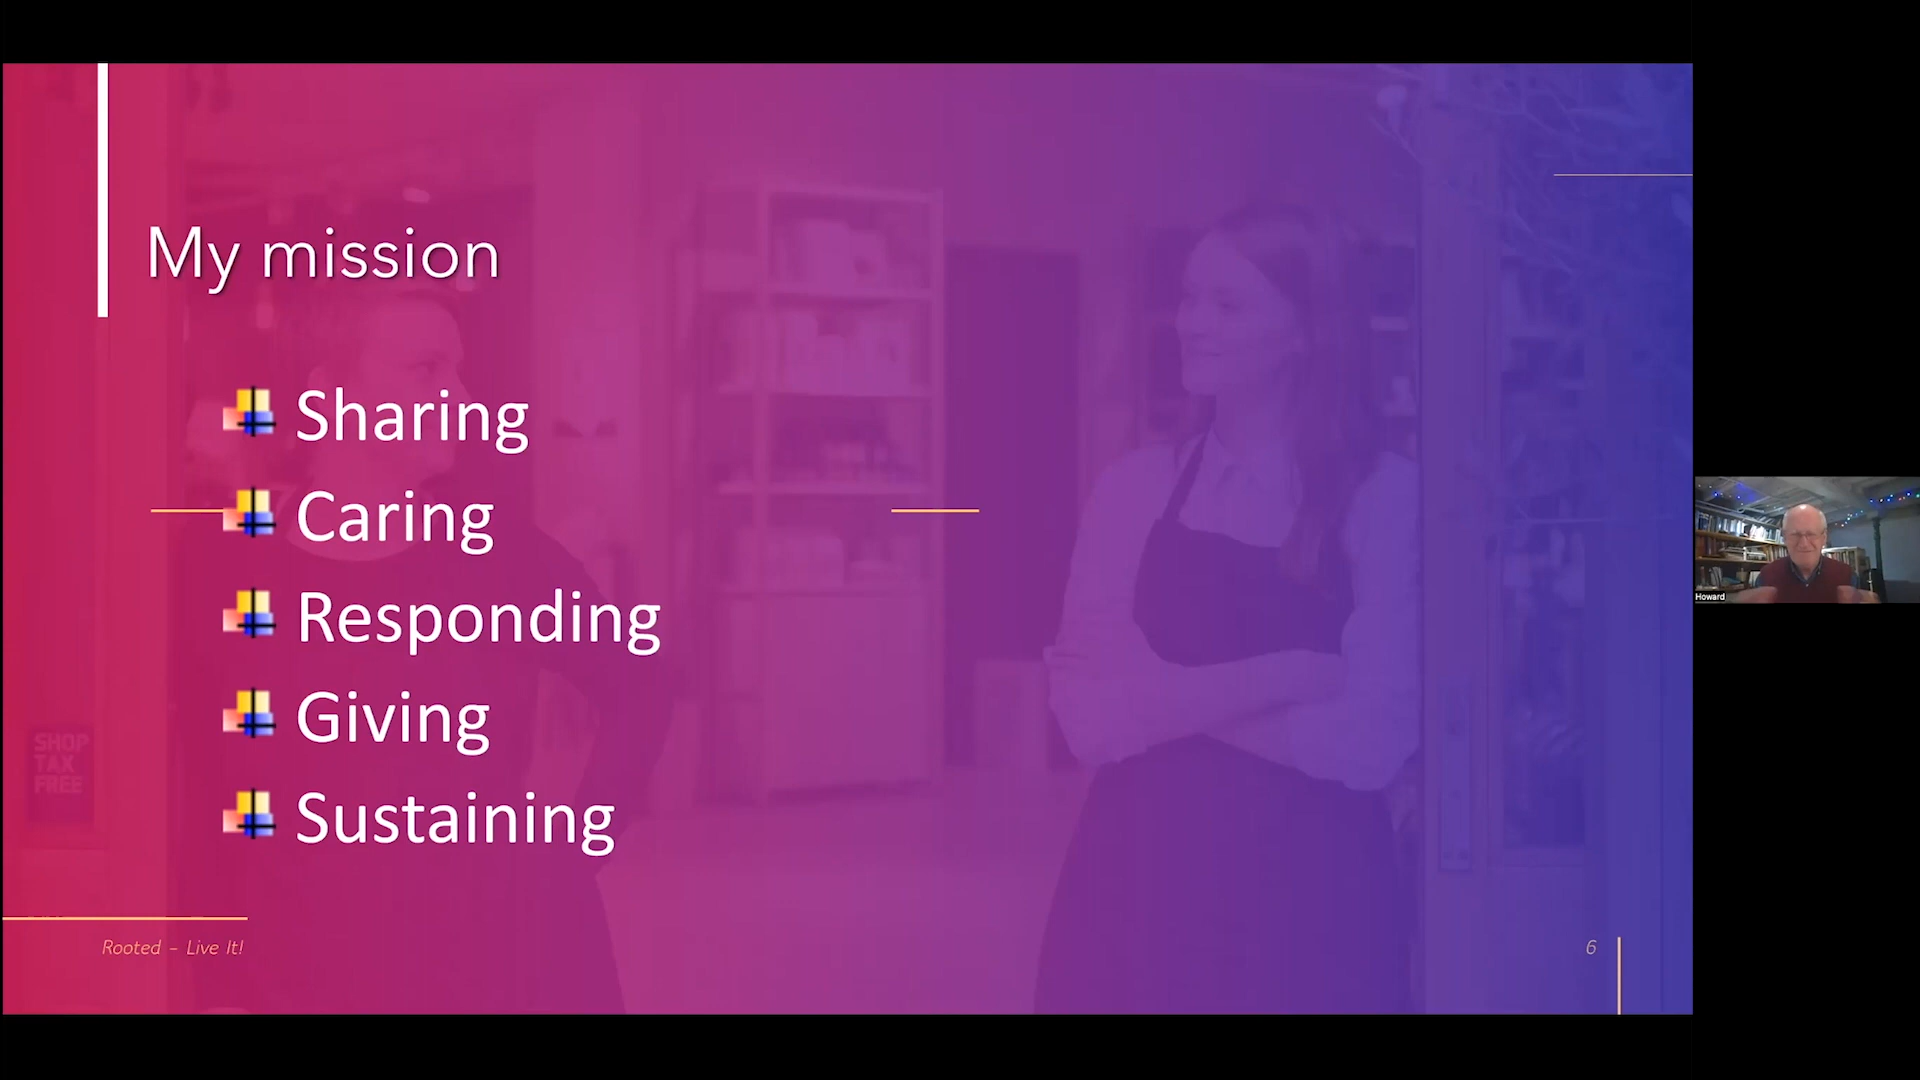 My mission
Sharing
Caring
Responding
Giving
Sustaining
SHOP
TAX
FREE
Rooted – Live It!
6
Howard